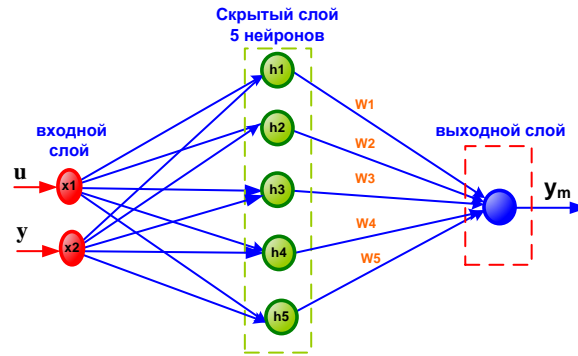 Скрытый слой
5 нейронов
входной
слой
выходной слой
u
y
x1
x2
h1
h2
h3
h4
h5
W1
W2
W3
W4
W5
ym